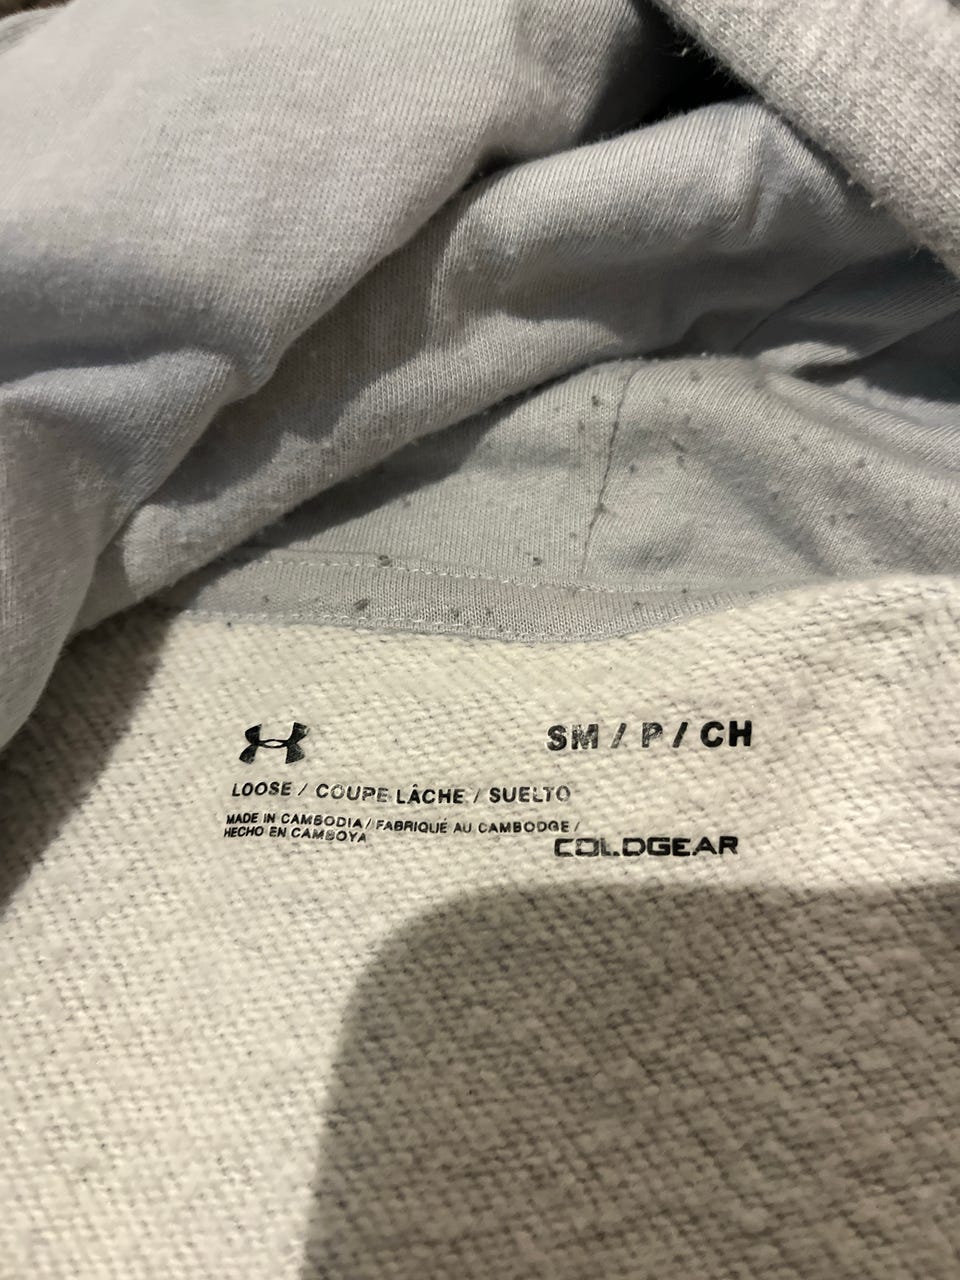 SM / P / CH
LOOSE / COUPE LÂCHE / SUELTO
MADE IN CAMBODIA / FABRIQUÉ AU CAMBODGE /
HECHO EN CAMBOYA
COLDGEAR